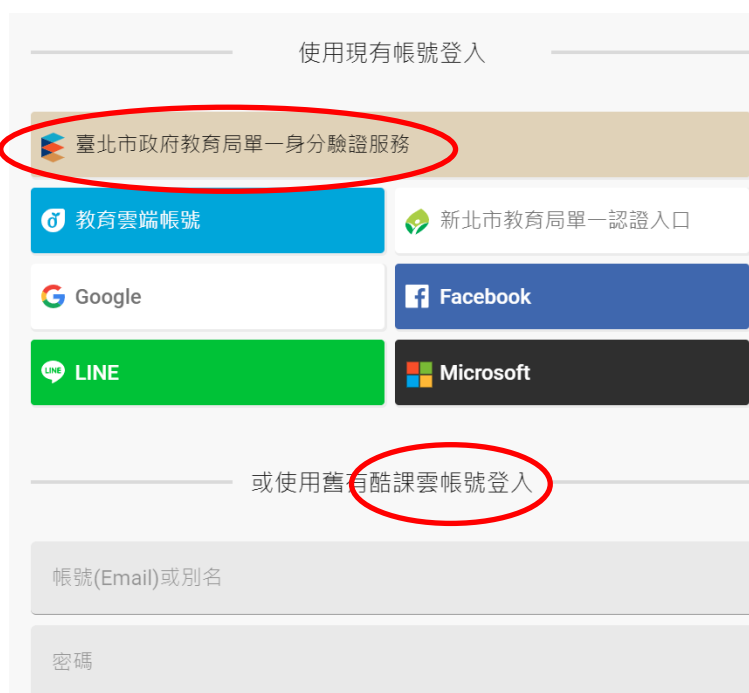 使用現有帳號登入
臺北市政府教育局單一身分驗證服務
教育雲端帳號
新北市教育局單一認證入口
Google
Facebook
LINE
Microsoft
或使用舊有酷課雲帳號登入
帳號(Email)或別名
密碼